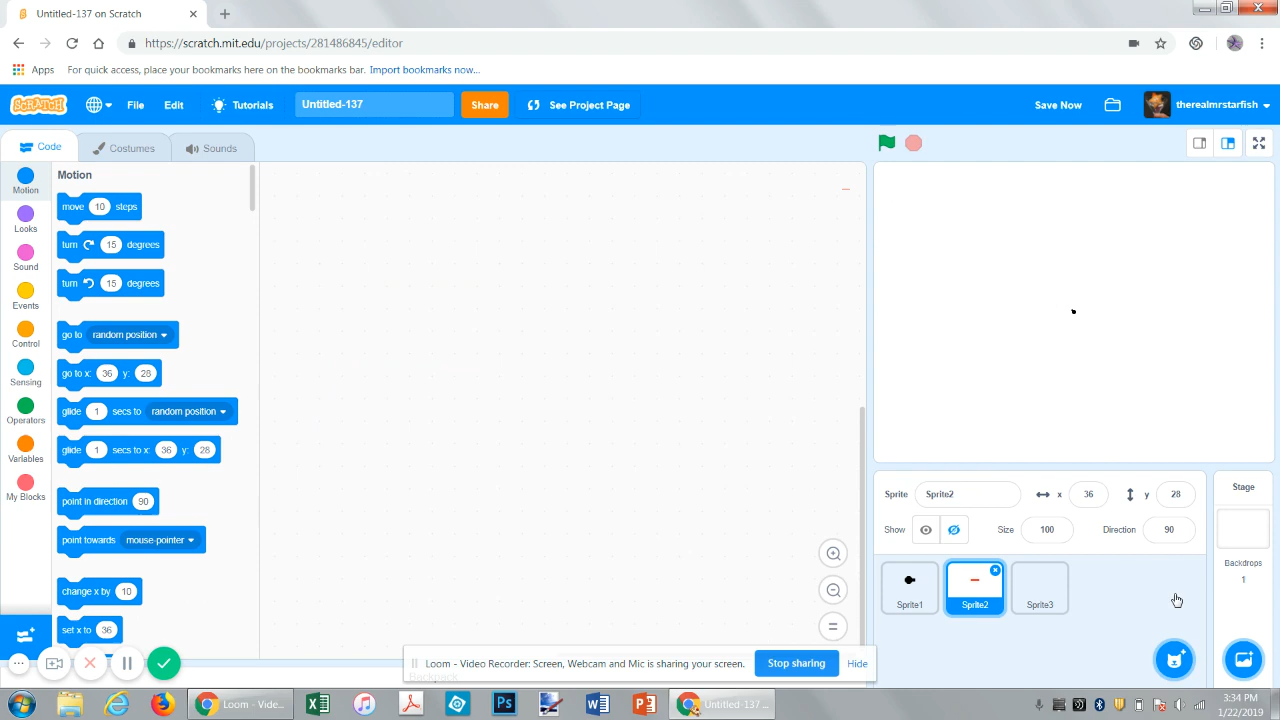 Untitled-137 on Scratch
https://scratch.mit.edu/projects/281486845/editor
Apps For quick access, place your bookmarks here on the bookmarks bar. Import bookmarks now...
SCRATCH File Edit Tutorials Untitled-137 Share See Project Page Save Now therealmrstarfish
Code Costumes Sounds
Motion
Looks
Sound
Events
Control
Sensing
Operators
Variables
My Blocks
Motion
move 10 steps
turn 15 degrees
turn 15 degrees
go to random position
go to x: 36 y: 28
glide 1 secs to random position
glide 1 secs to x: 36 y: 28
point in direction 90
point towards mouse-pointer
change x by 10
set x to 36
Sprite Sprite2 x 36 y 28
Show Size 100 Direction 90
Sprite1 Sprite2 Sprite3
Stage
Backdrops
1
Loom - Video Recorder: Screen, Webcam and Mic is sharing your screen. Stop sharing Hide
Backpack
Loom - Vide... Untitled-137 ...
3:34 PM
1/22/2019